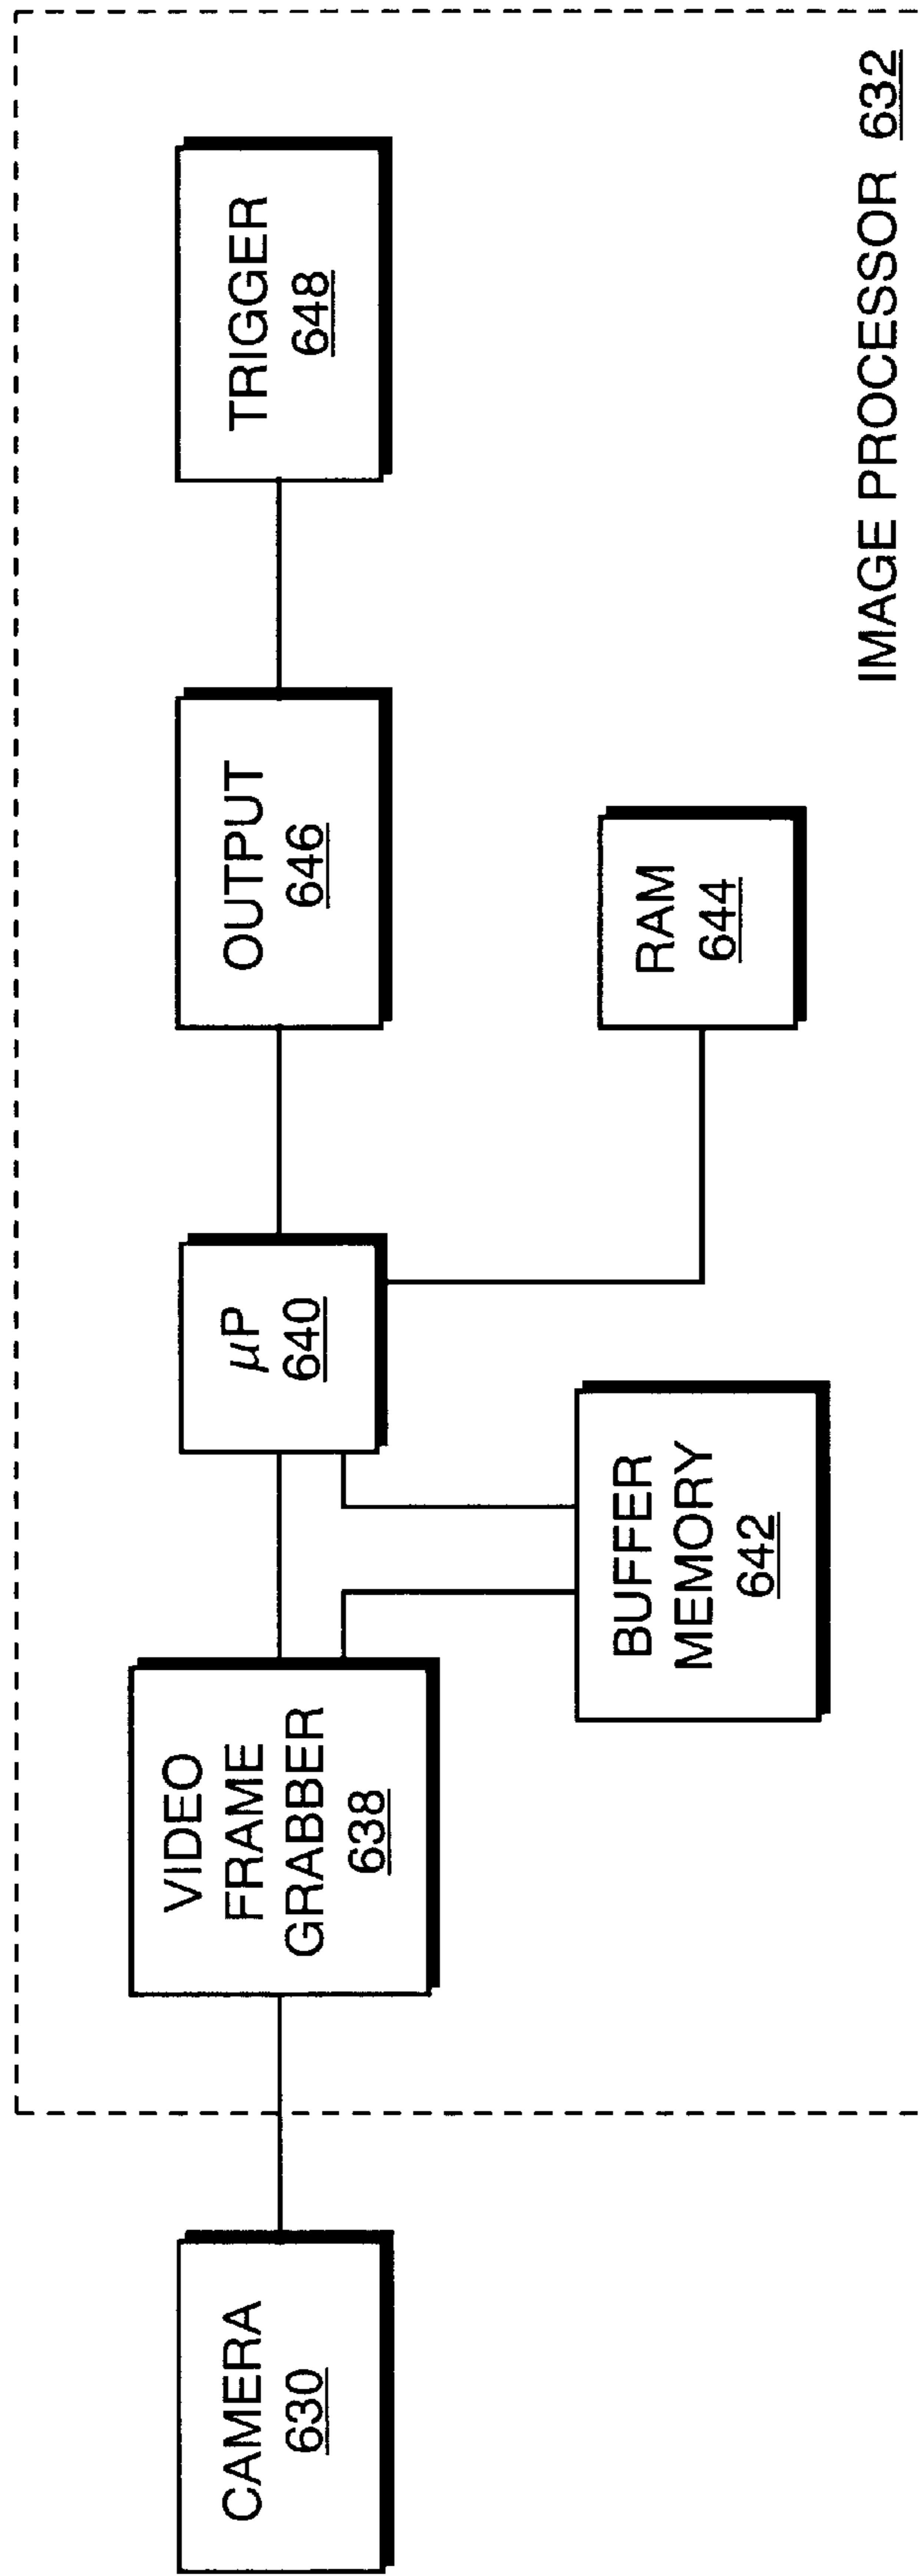 CAMERA
630
VIDEO
FRAME
GRABBER
638
μP
640
OUTPUT
646
TRIGGER
648
BUFFER
MEMORY
642
RAM
644
IMAGE PROCESSOR 632